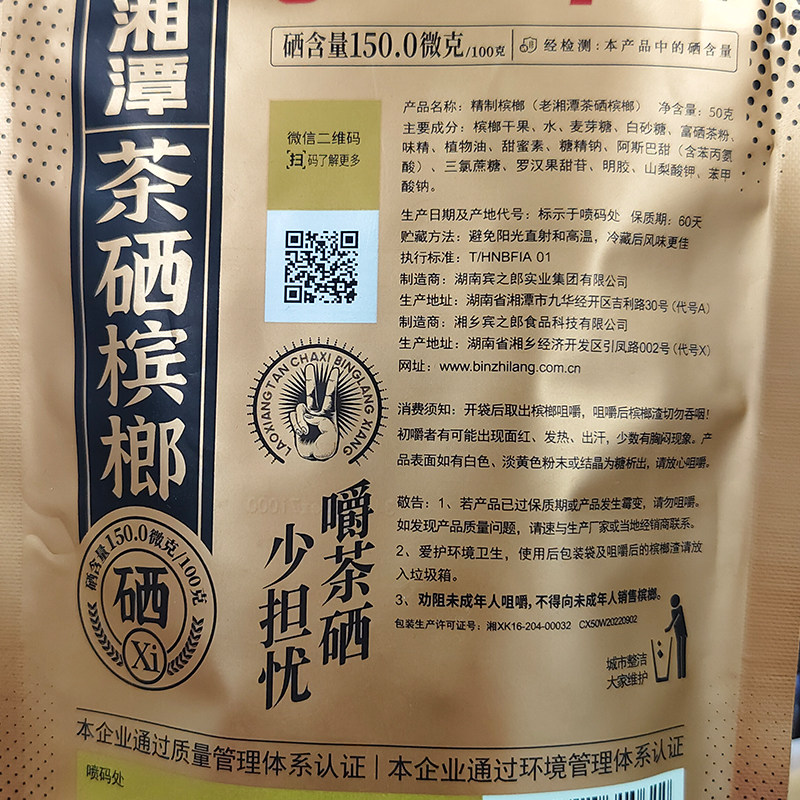 湘潭
茶硒槟榔
硒含量150.0微克/100克
硒
Xi
硒含量150.0微克/100克
经检测：本产品中的硒含量
微信二维码
[扫]码了解更多
LAOXIANGTAN CHAXI BINGLANG XIANG
嚼茶硒
少担忧
产品名称：精制槟榔（老湘潭茶硒槟榔） 净含量：50克
主要成分：槟榔干果、水、麦芽糖、白砂糖、富硒茶粉、
味精、植物油、甜蜜素、糖精钠、阿斯巴甜（含苯丙氨
酸）、三氯蔗糖、罗汉果甜苷、明胶、山梨酸钾、苯甲
酸钠。
生产日期及产地代号：标示于喷码处 保质期：60天
贮藏方法：避免阳光直射和高温，冷藏后风味更佳
执行标准：T/HNBFIA 01
制造商：湖南宾之郎实业集团有限公司
生产地址：湖南省湘潭市九华经开区吉利路30号(代号A)
制造商：湘乡宾之郎食品科技有限公司
生产地址：湖南省湘乡经济开发区引凤路002号(代号X)
网址：www.binzhilang.com.cn
消费须知：开袋后取出槟榔咀嚼，咀嚼后槟榔渣切勿吞咽！
初嚼者有可能出现面红、发热、出汗，少数有胸闷现象。产
品表面如有白色、淡黄色粉末或结晶为糖析出，请放心咀嚼。
敬告：1、若产品已过保质期或产品发生霉变，请勿咀嚼。
如发现产品质量问题，请速与生产厂家或当地经销商联系。
2、爱护环境卫生，使用后包装袋及咀嚼后的槟榔渣请放
入垃圾箱。
3、劝阻未成年人咀嚼，不得向未成年人销售槟榔。
包装生产许可证号：湘XK16-204-00032 CX50W20220902
城市整洁
大家维护
本企业通过质量管理体系认证｜本企业通过环境管理体系认证
喷码处